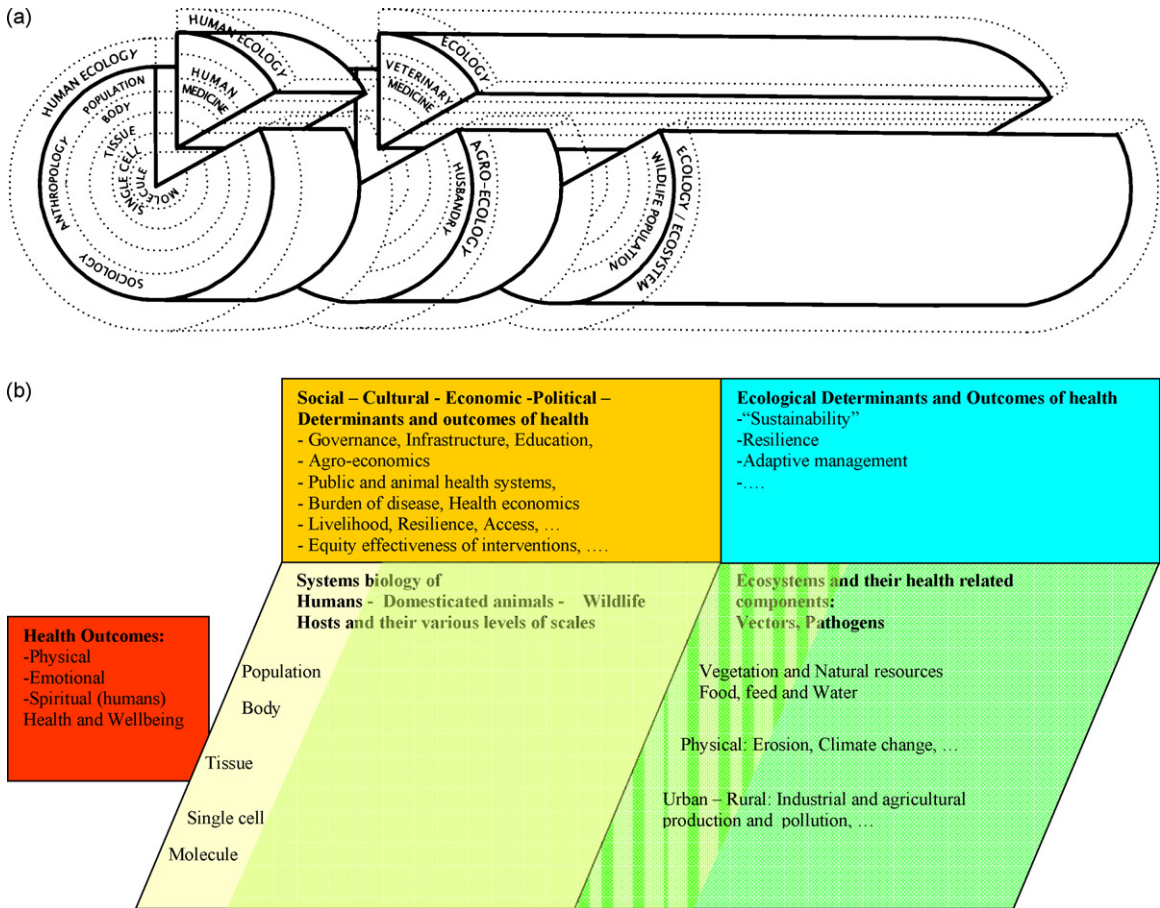 (a)
HUMAN ECOLOGY
POPULATION
BODY
TISSUE
SINGLE CELL
MOLECULE
ANTHROPOLOGY
SOCIOLOGY
HUMAN ECOLOGY
HUMAN
MEDICINE
ECOLOGY
VETERINARY
MEDICINE
AGRO-ECOLOGY
HUSBANDRY
ECOLOGY / ECOSYSTEM
WILDLIFE POPULATION
(b)
Social – Cultural - Economic -Political –
Determinants and outcomes of health
- Governance, Infrastructure, Education,
- Agro-economics
- Public and animal health systems,
- Burden of disease, Health economics
- Livelihood, Resilience, Access, …
- Equity effectiveness of interventions, ….
Ecological Determinants and Outcomes of health
-“Sustainability”
-Resilience
-Adaptive management
-….
Health Outcomes:
-Physical
-Emotional
-Spiritual (humans)
Health and Wellbeing
Systems biology of
Humans - Domesticated animals - Wildlife
Hosts and their various levels of scales
Population
Body
Tissue
Single cell
Molecule
Ecosystems and their health related
components:
Vectors, Pathogens
Vegetation and Natural resources
Food, feed and Water
Physical: Erosion, Climate change, …
Urban – Rural: Industrial and agricultural
production and pollution, …